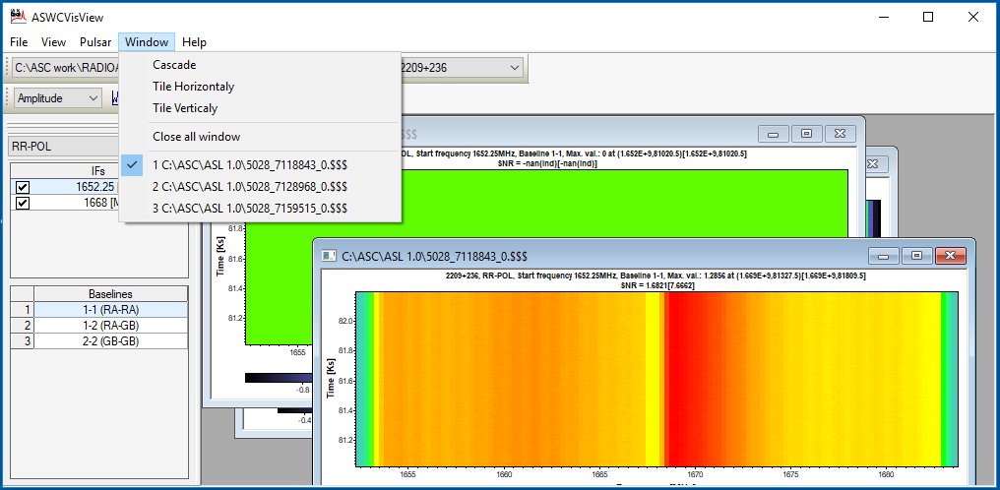 ASWCVisView
File View Pulsar Window Help
C:\ASC work\RADIOA
2209+236
Cascade
Tile Horizontaly
Tile Verticaly
Close all window
1 C:\ASC\ASL 1.0\5028_7118843_0.$$$
2 C:\ASC\ASL 1.0\5028_7128968_0.$$$
3 C:\ASC\ASL 1.0\5028_7159515_0.$$$
Amplitude
RR-POL
IFs
1652.25
1668 [M
Baselines
1 1-1 (RA-RA)
2 1-2 (RA-GB)
3 2-2 (GB-GB)
$$$
OL, Start frequency 1652.25MHz, Baseline 1-1, Max. val.: 0 at (1.652E+9,81020.5)[1.652E+9,81020.5)
SNR = -nan(ind)[-nan(ind)]
Time [Ks]
81.8
81.6
81.4
81.2
1655
-0.8
-0.4
C:\ASC\ASL 1.0\5028_7118843_0.$$$
2209+236, RR-POL, Start frequency 1652.25MHz, Baseline 1-1, Max. val.: 1.2856 at (1.669E+9,81327.5)[1.669E+9,81809.5]
SNR = 1.6821[7.6662]
Time [Ks]
82.0
81.8
81.6
81.4
81.2
1655 1660 1665 1670 1675 1680